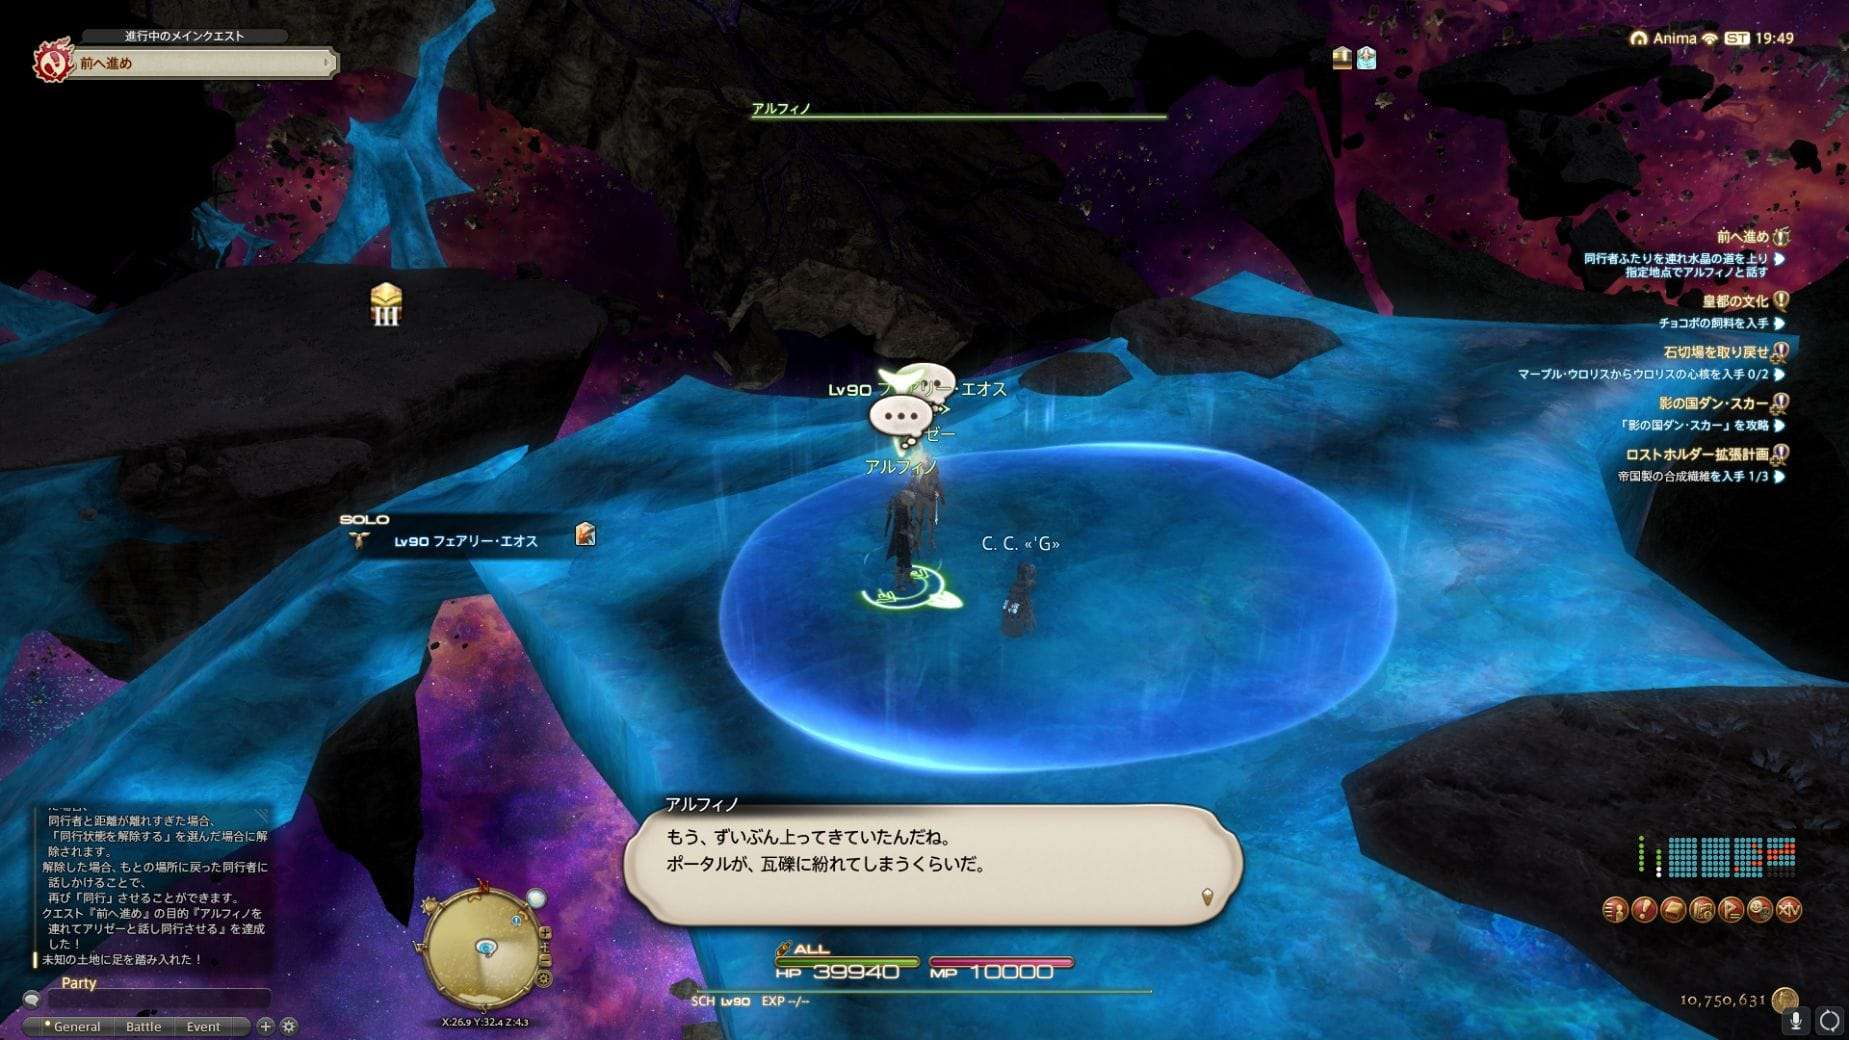 進行中のメインクエスト
前へ進め
Anima ST 19:49
アルフィノ
前へ進め
同行者ふたりを連れ水晶の道を上り
指定地点でアルフィノと話す
皇都の文化
チョコボの飼料を入手
石切場を取り戻せ
マーブル・ウロリスからウロリスの心核を入手 0/2
影の国ダン・スカー
「影の国ダン・スカー」を攻略
ロストホルダー拡張計画
帝国製の合成繊維を入手 1/3
III
Lv90 フェアリー・エオス
ゼー
アルフィノ
SOLO
Lv90 フェアリー・エオス
C. C. «'G»
アルフィノ
もう、ずいぶん上ってきていたんだね。
ポータルが、瓦礫に紛れてしまうくらいだ。
同行者と距離が離れすぎた場合、
「同行状態を解除する」を選んだ場合に解
除されます。
解除した場合、もとの場所に戻った同行者に
話しかけることで、
再び「同行」させることができます。
クエスト『前へ進め』の目的『アルフィノを
連れてアリゼーと話し同行させる』を達成
した！
未知の土地に足を踏み入れた！
Party
General Battle Event
N
X:26.9 Y:32.4 Z:4.3
ALL
HP 39940 MP 10000
SCH Lv90 EXP --/--
XIV
10,750,631